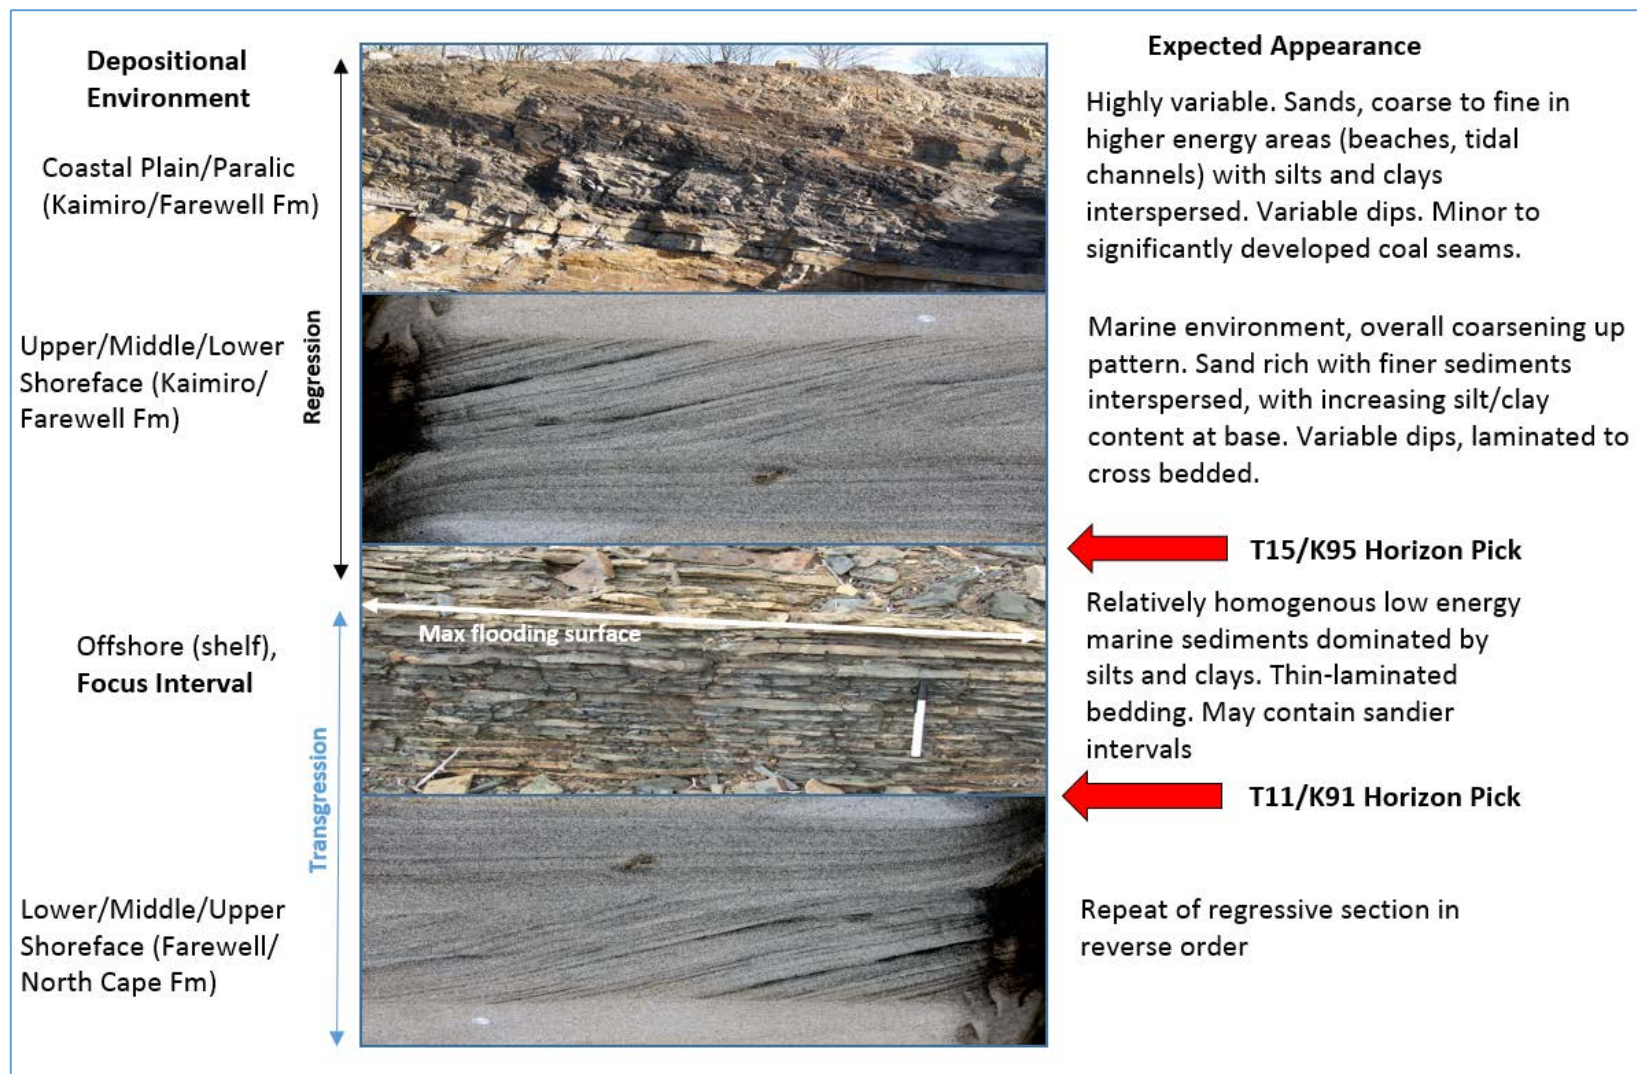 Depositional
Environment
Expected Appearance
Coastal Plain/Paralic
(Kaimiro/Farewell Fm)
Highly variable. Sands, coarse to fine in
higher energy areas (beaches, tidal
channels) with silts and clays
interspersed. Variable dips. Minor to
significantly developed coal seams.
Regression
Upper/Middle/Lower
Shoreface (Kaimiro/
Farewell Fm)
Marine environment, overall coarsening up
pattern. Sand rich with finer sediments
interspersed, with increasing silt/clay
content at base. Variable dips, laminated to
cross bedded.
T15/K95 Horizon Pick
Max flooding surface
Offshore (shelf),
Focus Interval
Relatively homogenous low energy
marine sediments dominated by
silts and clays. Thin-laminated
bedding. May contain sandier
intervals
T11/K91 Horizon Pick
Transgression
Lower/Middle/Upper
Shoreface (Farewell/
North Cape Fm)
Repeat of regressive section in
reverse order